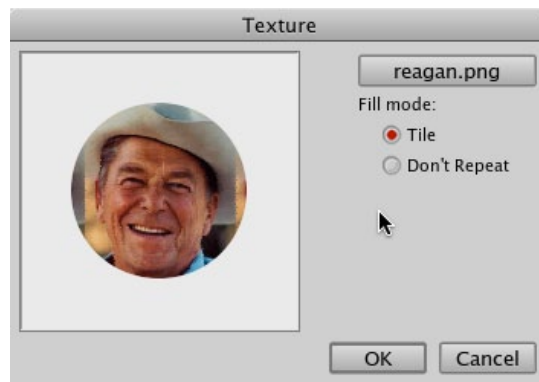 Texture
reagan.png
Fill mode:
Tile
Don't Repeat
OK
Cancel